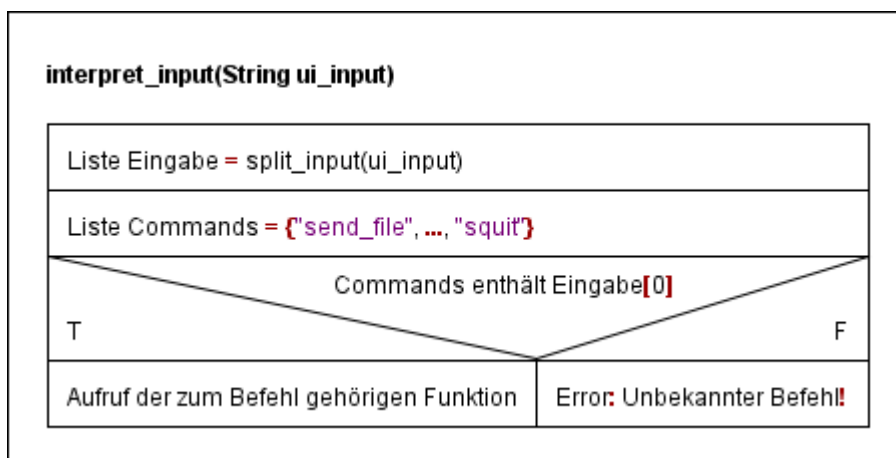 interpret_input(String ui_input)
Liste Eingabe = split_input(ui_input)
Liste Commands = {"send_file", ..., "squit"}
Commands enthält Eingabe[0]
T
F
Aufruf der zum Befehl gehörigen Funktion
Error: Unbekannter Befehl!